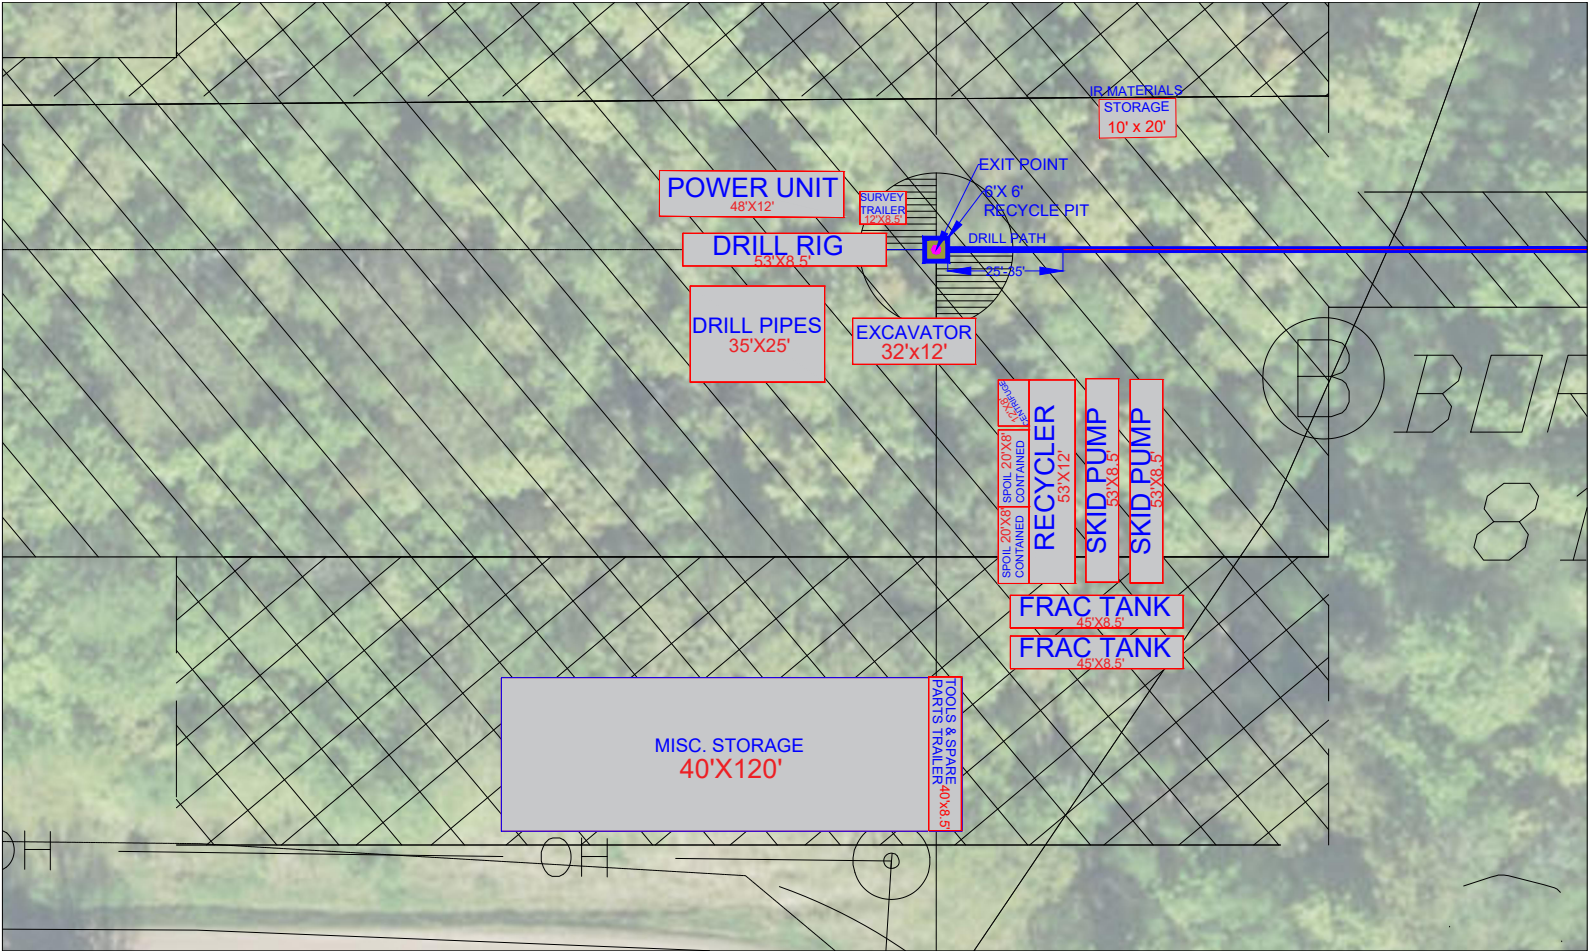 IR MATERIALS
STORAGE
10' x 20'
EXIT POINT
6'X 6'
RECYCLE PIT
POWER UNIT
48'X12'
SURVEY
TRAILER
12'X8.5'
DRILL RIG
53'X8.5'
DRILL PATH
25'-35'
DRILL PIPES
35'X25'
EXCAVATOR
32'x12'
CENTRIFUGE
12'X8'
SPOIL 20'X8'
CONTAINED
SPOIL 20'X8'
CONTAINED
RECYCLER
53'X12'
SKID PUMP
53'X8.5'
SKID PUMP
53'X8.5'
B
FRAC TANK
45'X8.5'
FRAC TANK
45'X8.5'
MISC. STORAGE
40'X120'
TOOLS & SPARE
PARTS TRAILER
40'x8.5'
OH
OH